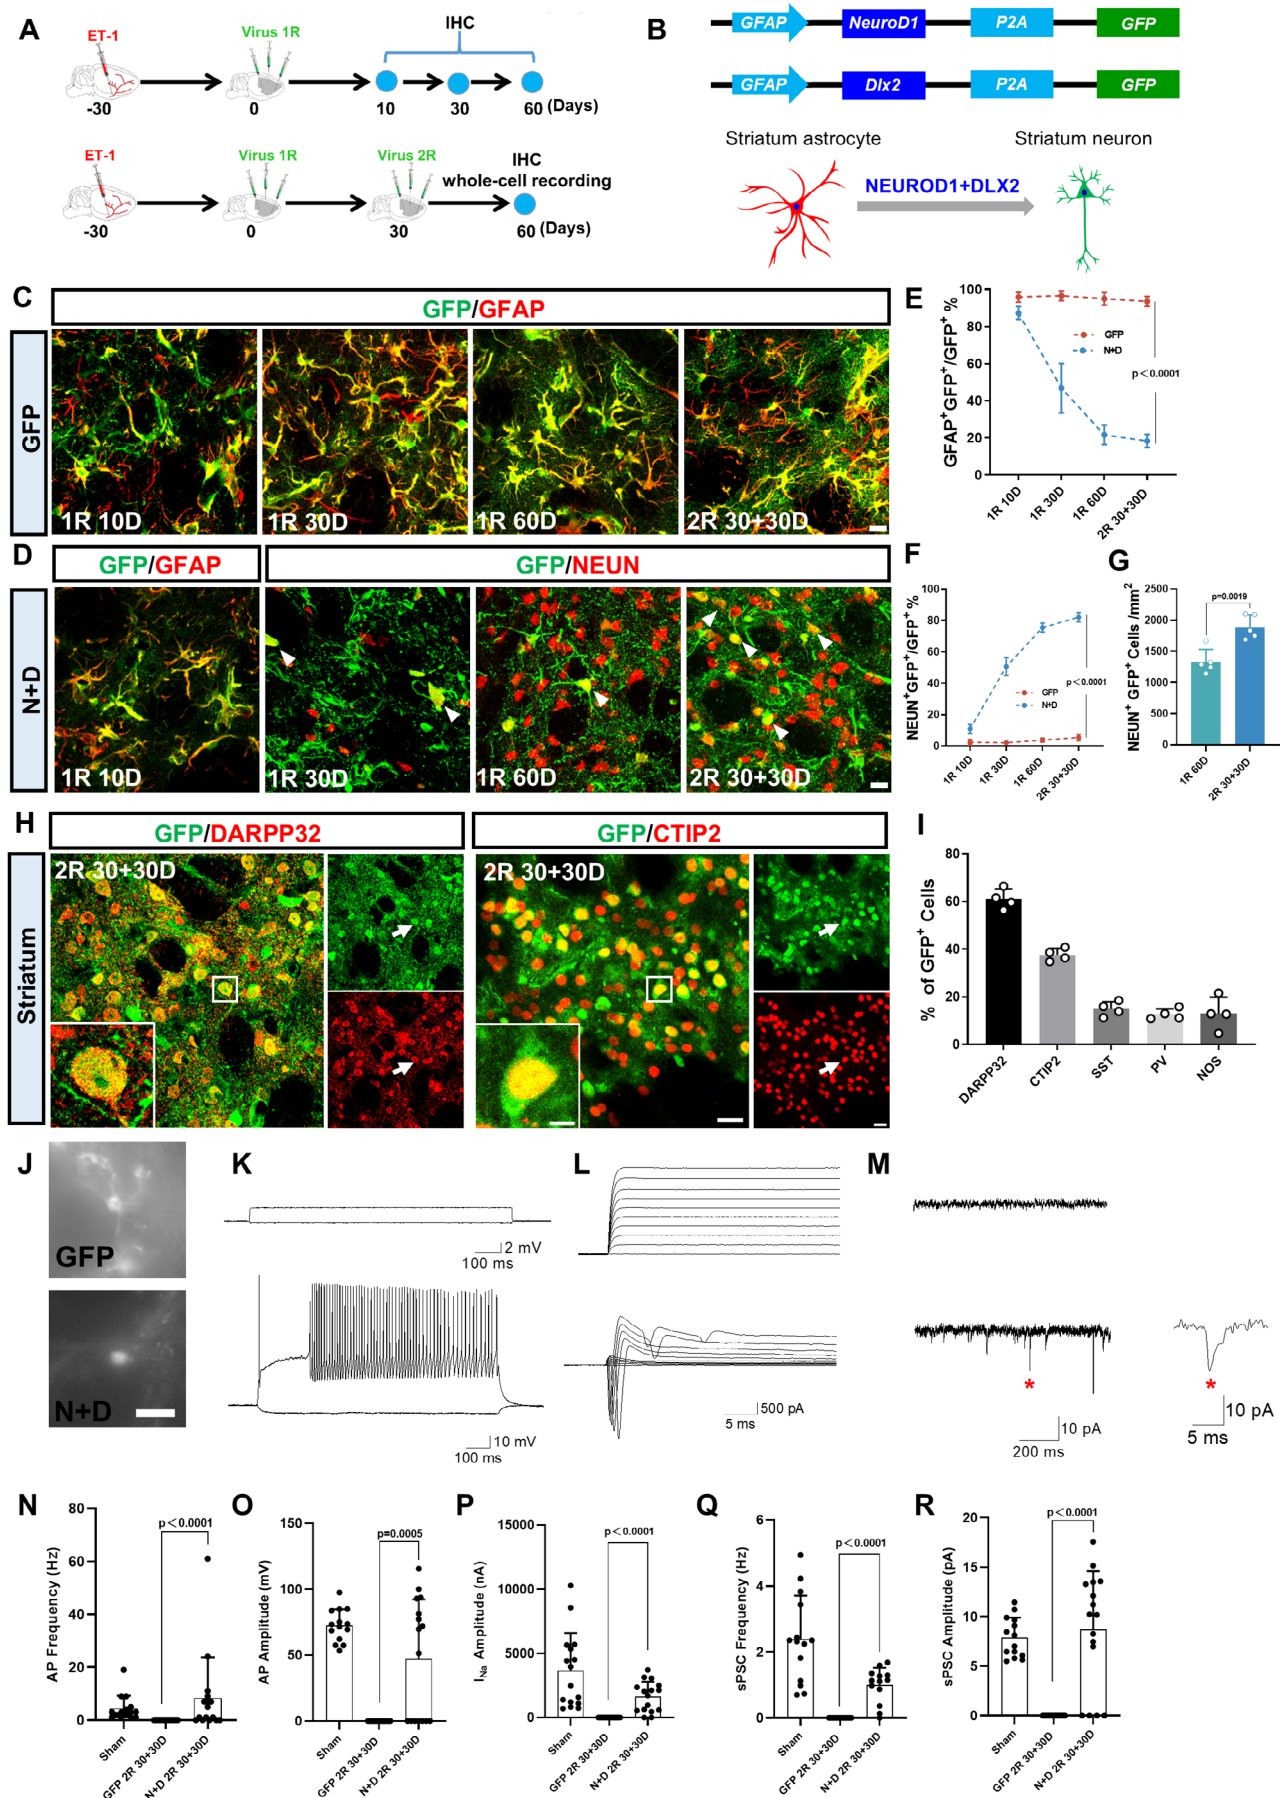 A
ET-1
Virus 1R
IHC
-30
0
10
30
60 (Days)
ET-1
Virus 1R
Virus 2R
IHC
whole-cell recording
-30
0
30
60 (Days)
B
GFAP
NeuroD1
P2A
GFP
GFAP
Dlx2
P2A
GFP
Striatum astrocyte
Striatum neuron
NEUROD1+DLX2
C
GFP/GFAP
GFP
1R 10D
1R 30D
1R 60D
2R 30+30D
D
GFP/GFAP
GFP/NEUN
N+D
1R 10D
1R 30D
1R 60D
2R 30+30D
E
GFAP+GFP+/GFP+ %
100
80
60
40
20
0
GFP
N+D
p＜0.0001
1R 10D
1R 30D
1R 60D
2R 30+30D
F
NEUN+GFP+/GFP+ %
100
80
60
40
20
0
GFP
N+D
p＜0.0001
1R 10D
1R 30D
1R 60D
2R 30+30D
G
NEUN+ GFP+ Cells /mm2
2500
2000
1500
1000
500
0
p=0.0019
1R 60D
2R 30+30D
H
GFP/DARPP32
GFP/CTIP2
Striatum
2R 30+30D
2R 30+30D
I
% of GFP+ Cells
80
60
40
20
0
DARPP32
CTIP2
SST
PV
NOS
J
GFP
N+D
K
2 mV
100 ms
10 mV
100 ms
L
500 pA
5 ms
M
*
*
10 pA
200 ms
10 pA
5 ms
N
AP Frequency (Hz)
80
60
40
20
0
p＜0.0001
Sham
GFP 2R 30+30D
N+D 2R 30+30D
O
AP Amplitude (mV)
150
100
50
0
p=0.0005
Sham
GFP 2R 30+30D
N+D 2R 30+30D
P
INa Amplitude (nA)
15000
10000
5000
0
p＜0.0001
Sham
GFP 2R 30+30D
N+D 2R 30+30D
Q
sPSC Frequency (Hz)
6
4
2
0
p＜0.0001
Sham
GFP 2R 30+30D
N+D 2R 30+30D
R
sPSC Amplitude (pA)
20
15
10
5
0
p＜0.0001
Sham
GFP 2R 30+30D
N+D 2R 30+30D